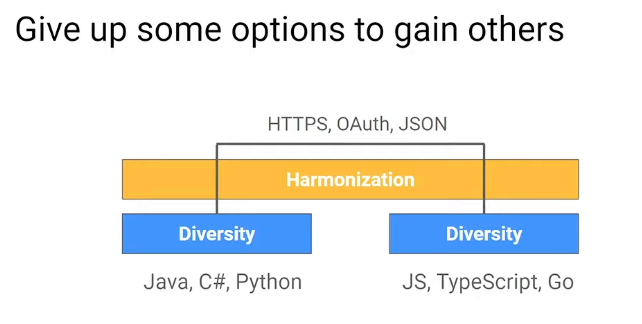 Give up some options to gain others
HTTPS, OAuth, JSON
Harmonization
Diversity
Diversity
Java, C#, Python
JS, TypeScript, Go